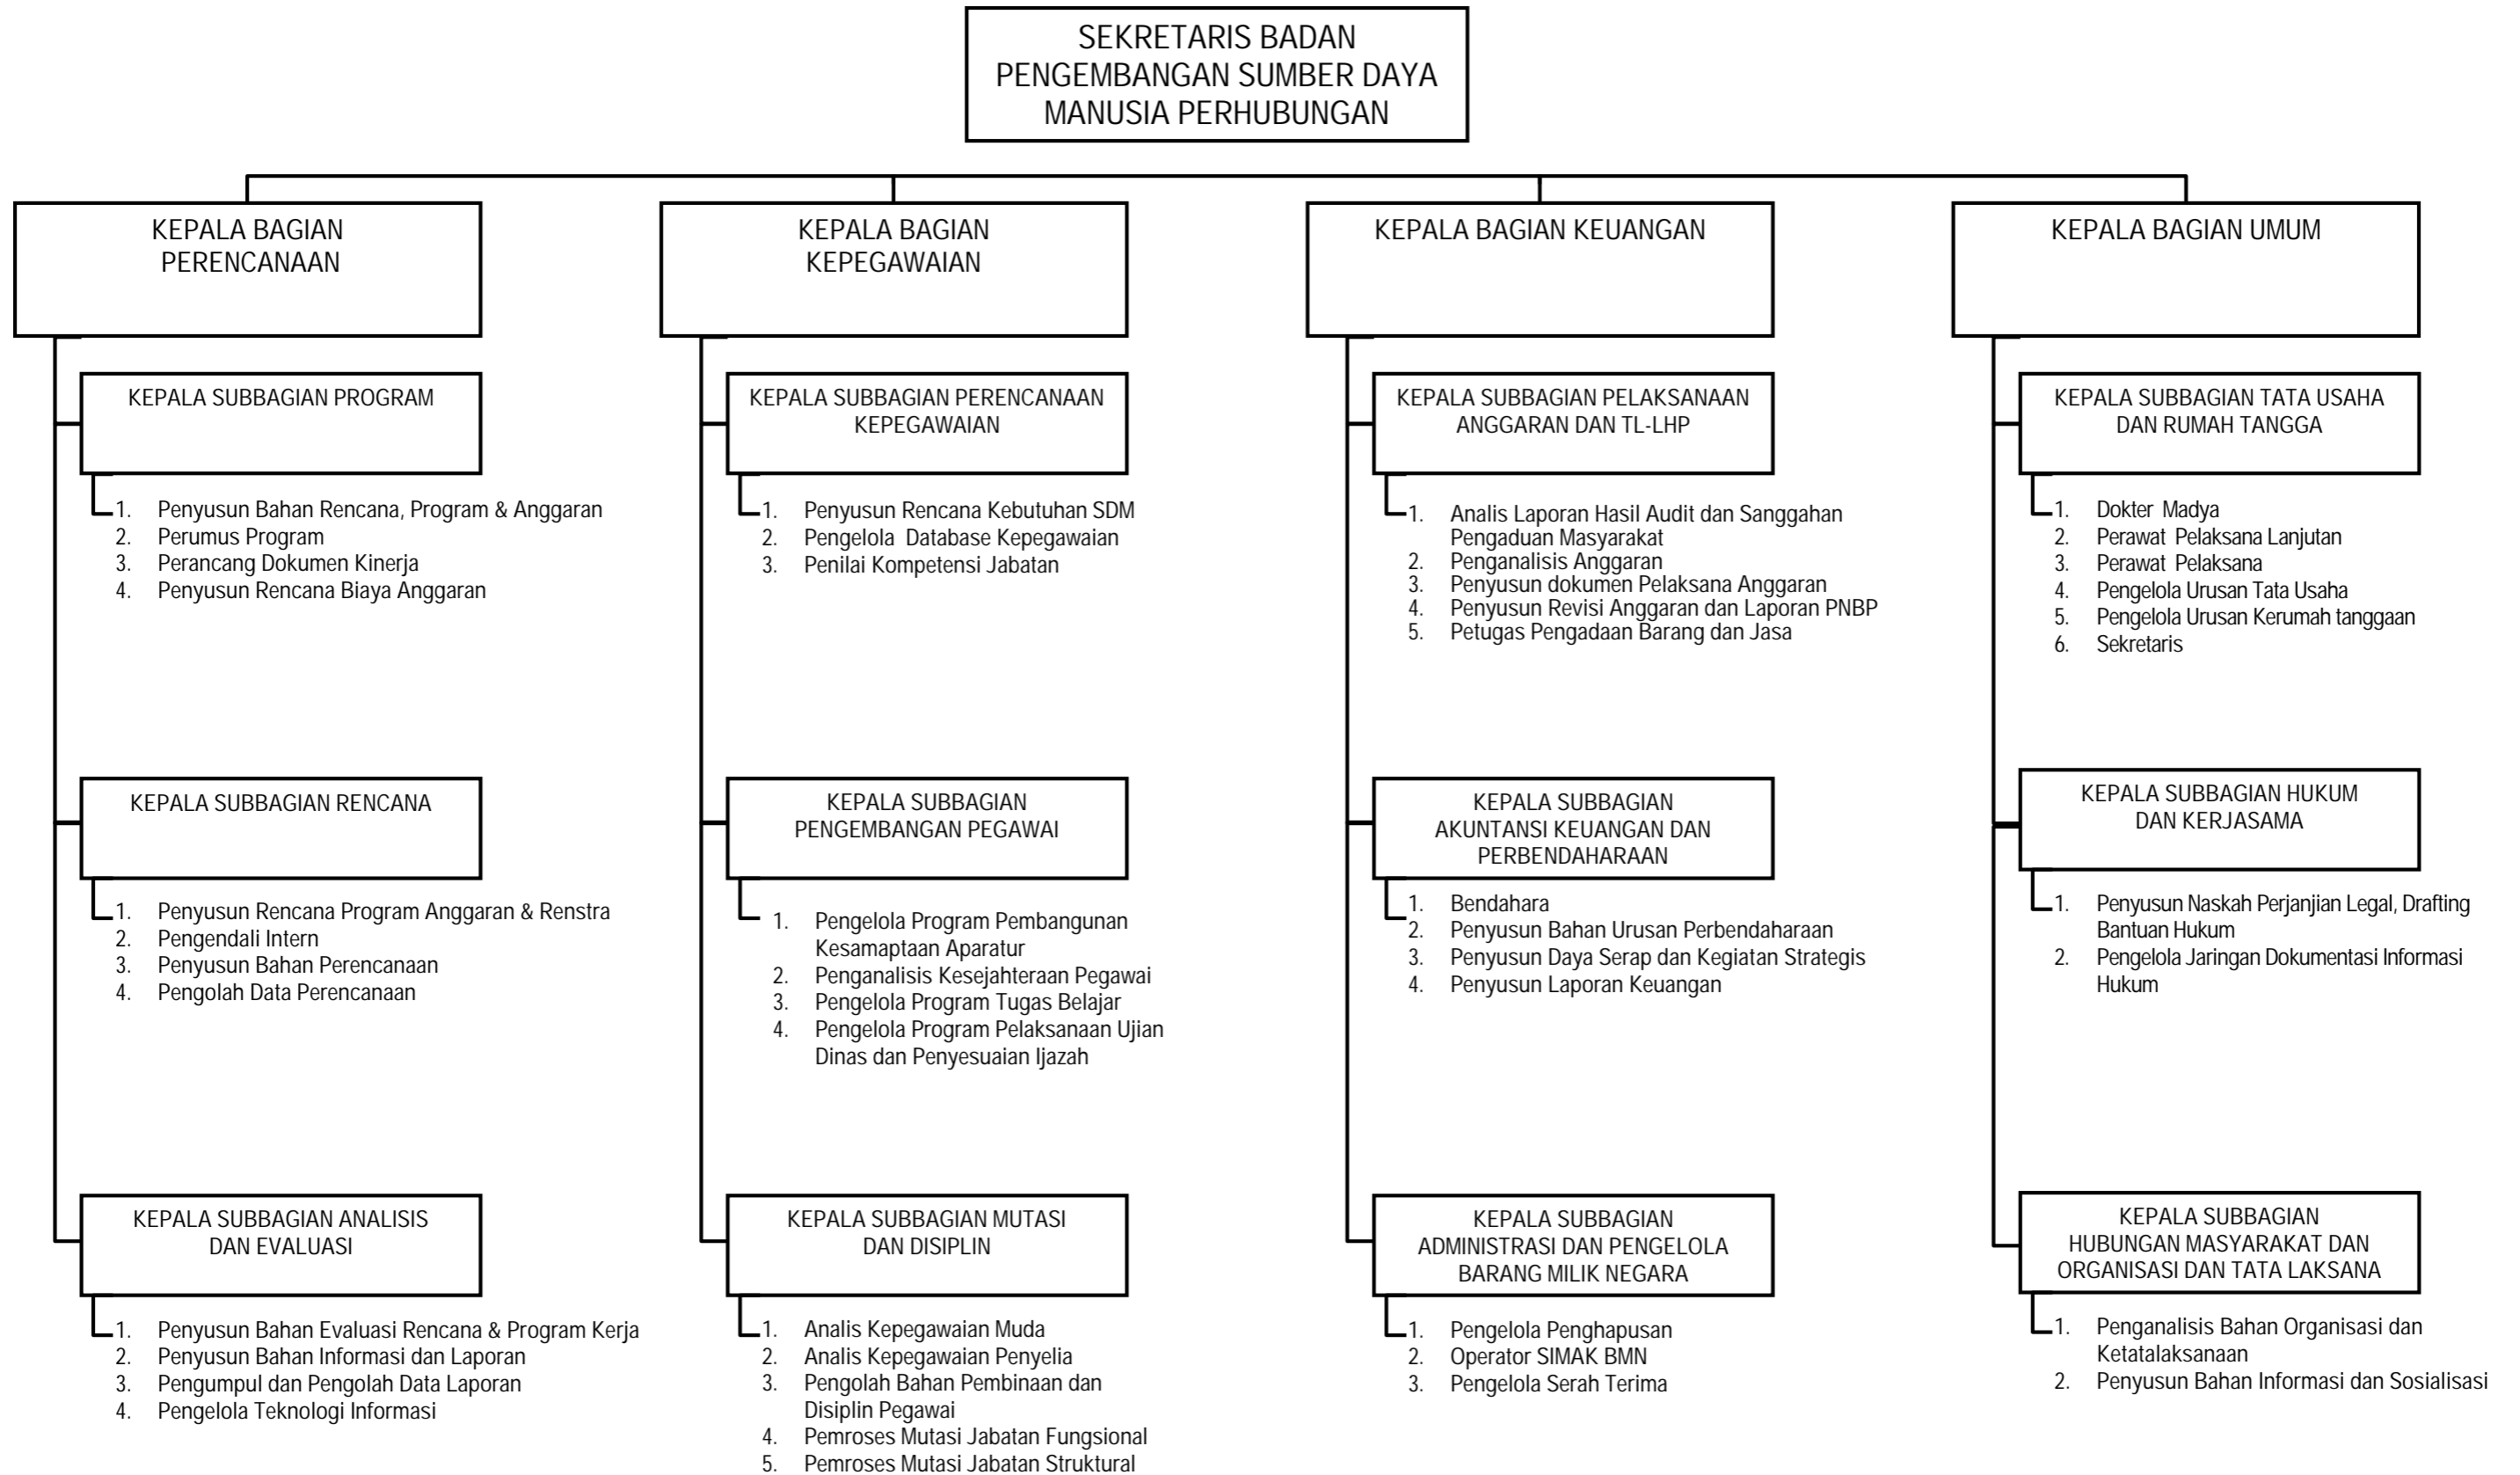 SEKRETARIS BADAN
PENGEMBANGAN SUMBER DAYA
MANUSIA PERHUBUNGAN
KEPALA BAGIAN
PERENCANAAN
KEPALA SUBBAGIAN PROGRAM
1. Penyusun Bahan Rencana, Program & Anggaran
2. Perumus Program
3. Perancang Dokumen Kinerja
4. Penyusun Rencana Biaya Anggaran
KEPALA SUBBAGIAN RENCANA
1. Penyusun Rencana Program Anggaran & Renstra
2. Pengendali Intern
3. Penyusun Bahan Perencanaan
4. Pengolah Data Perencanaan
KEPALA SUBBAGIAN ANALISIS
DAN EVALUASI
1. Penyusun Bahan Evaluasi Rencana & Program Kerja
2. Penyusun Bahan Informasi dan Laporan
3. Pengumpul dan Pengolah Data Laporan
4. Pengelola Teknologi Informasi
KEPALA BAGIAN
KEPEGAWAIAN
KEPALA SUBBAGIAN PERENCANAAN
KEPEGAWAIAN
1. Penyusun Rencana Kebutuhan SDM
2. Pengelola Database Kepegawaian
3. Penilai Kompetensi Jabatan
KEPALA SUBBAGIAN
PENGEMBANGAN PEGAWAI
1. Pengelola Program Pembangunan
Kesamaptaan Aparatur
2. Penganalisis Kesejahteraan Pegawai
3. Pengelola Program Tugas Belajar
4. Pengelola Program Pelaksanaan Ujian
Dinas dan Penyesuaian Ijazah
KEPALA SUBBAGIAN MUTASI
DAN DISIPLIN
1. Analis Kepegawaian Muda
2. Analis Kepegawaian Penyelia
3. Pengolah Bahan Pembinaan dan
Disiplin Pegawai
4. Pemroses Mutasi Jabatan Fungsional
5. Pemroses Mutasi Jabatan Struktural
KEPALA BAGIAN KEUANGAN
KEPALA SUBBAGIAN PELAKSANAAN
ANGGARAN DAN TL-LHP
1. Analis Laporan Hasil Audit dan Sanggahan
Pengaduan Masyarakat
2. Penganalisis Anggaran
3. Penyusun dokumen Pelaksana Anggaran
4. Penyusun Revisi Anggaran dan Laporan PNBP
5. Petugas Pengadaan Barang dan Jasa
KEPALA SUBBAGIAN
AKUNTANSI KEUANGAN DAN
PERBENDAHARAAN
1. Bendahara
2. Penyusun Bahan Urusan Perbendaharaan
3. Penyusun Daya Serap dan Kegiatan Strategis
4. Penyusun Laporan Keuangan
KEPALA SUBBAGIAN
ADMINISTRASI DAN PENGELOLA
BARANG MILIK NEGARA
1. Pengelola Penghapusan
2. Operator SIMAK BMN
3. Pengelola Serah Terima
KEPALA BAGIAN UMUM
KEPALA SUBBAGIAN TATA USAHA
DAN RUMAH TANGGA
1. Dokter Madya
2. Perawat Pelaksana Lanjutan
3. Perawat Pelaksana
4. Pengelola Urusan Tata Usaha
5. Pengelola Urusan Kerumah tanggaan
6. Sekretaris
KEPALA SUBBAGIAN HUKUM
DAN KERJASAMA
1. Penyusun Naskah Perjanjian Legal, Drafting
Bantuan Hukum
2. Pengelola Jaringan Dokumentasi Informasi
Hukum
KEPALA SUBBAGIAN
HUBUNGAN MASYARAKAT DAN
ORGANISASI DAN TATA LAKSANA
1. Penganalisis Bahan Organisasi dan
Ketatalaksanaan
2. Penyusun Bahan Informasi dan Sosialisasi